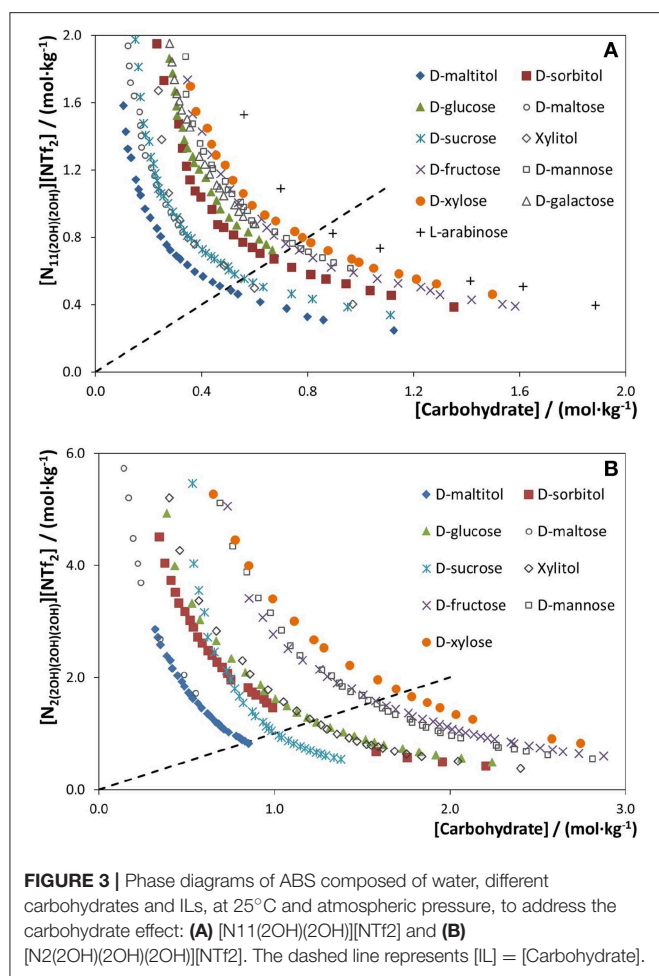 A
[N11(2OH)(2OH)][NTf2] / (mol·kg-1)
2.0
1.6
1.2
0.8
0.4
0.0
D-maltitol
D-sorbitol
D-glucose
D-maltose
D-sucrose
Xylitol
D-fructose
D-mannose
D-xylose
D-galactose
L-arabinose
0.0 0.4 0.8 1.2 1.6 2.0
[Carbohydrate] / (mol·kg-1)
B
[N2(2OH)(2OH)(2OH)][NTf2] / (mol·kg-1)
6.0
4.0
2.0
0.0
D-maltitol
D-sorbitol
D-glucose
D-maltose
D-sucrose
Xylitol
D-fructose
D-mannose
D-xylose
0.0 1.0 2.0 3.0
[Carbohydrate] / (mol·kg-1)
FIGURE 3 | Phase diagrams of ABS composed of water, different
carbohydrates and ILs, at 25°C and atmospheric pressure, to address the
carbohydrate effect: (A) [N11(2OH)(2OH)][NTf2] and (B)
[N2(2OH)(2OH)(2OH)][NTf2]. The dashed line represents [IL] = [Carbohydrate].